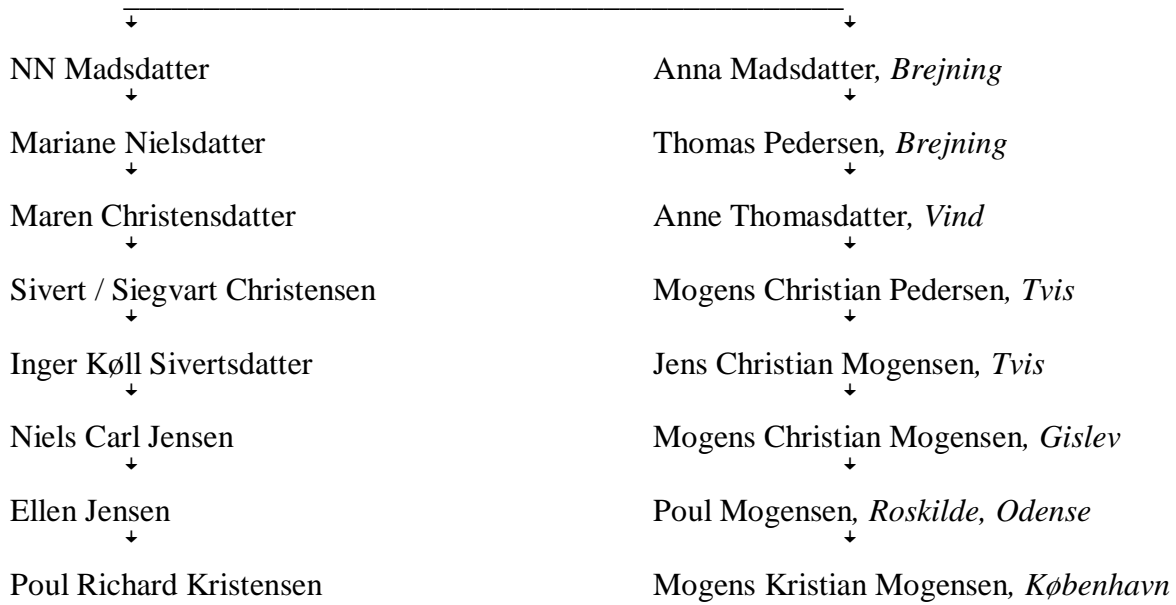 NN Madsdatter Anna Madsdatter, Brejning
Mariane Nielsdatter Thomas Pedersen, Brejning
Maren Christensdatter Anne Thomasdatter, Vind
Sivert / Siegvart Christensen Mogens Christian Pedersen, Tvis
Inger Køll Sivertsdatter Jens Christian Mogensen, Tvis
Niels Carl Jensen Mogens Christian Mogensen, Gislev
Ellen Jensen Poul Mogensen, Roskilde, Odense
Poul Richard Kristensen Mogens Kristian Mogensen, København